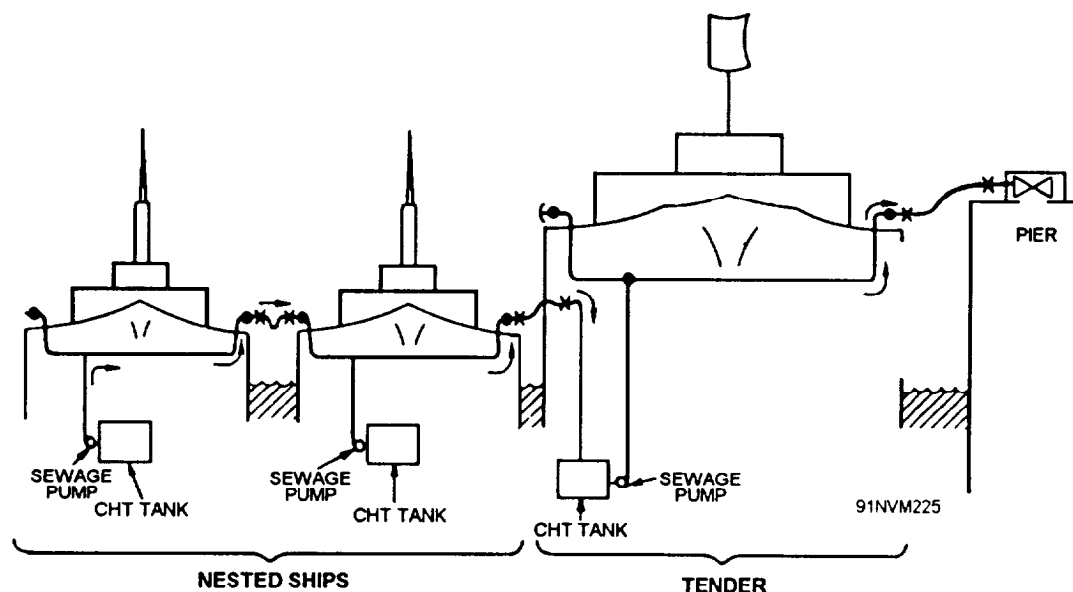 PIER
SEWAGE
PUMP
CHT TANK
SEWAGE
PUMP
CHT TANK
SEWAGE
PUMP
CHT TANK
91NVM225
NESTED SHIPS
TENDER